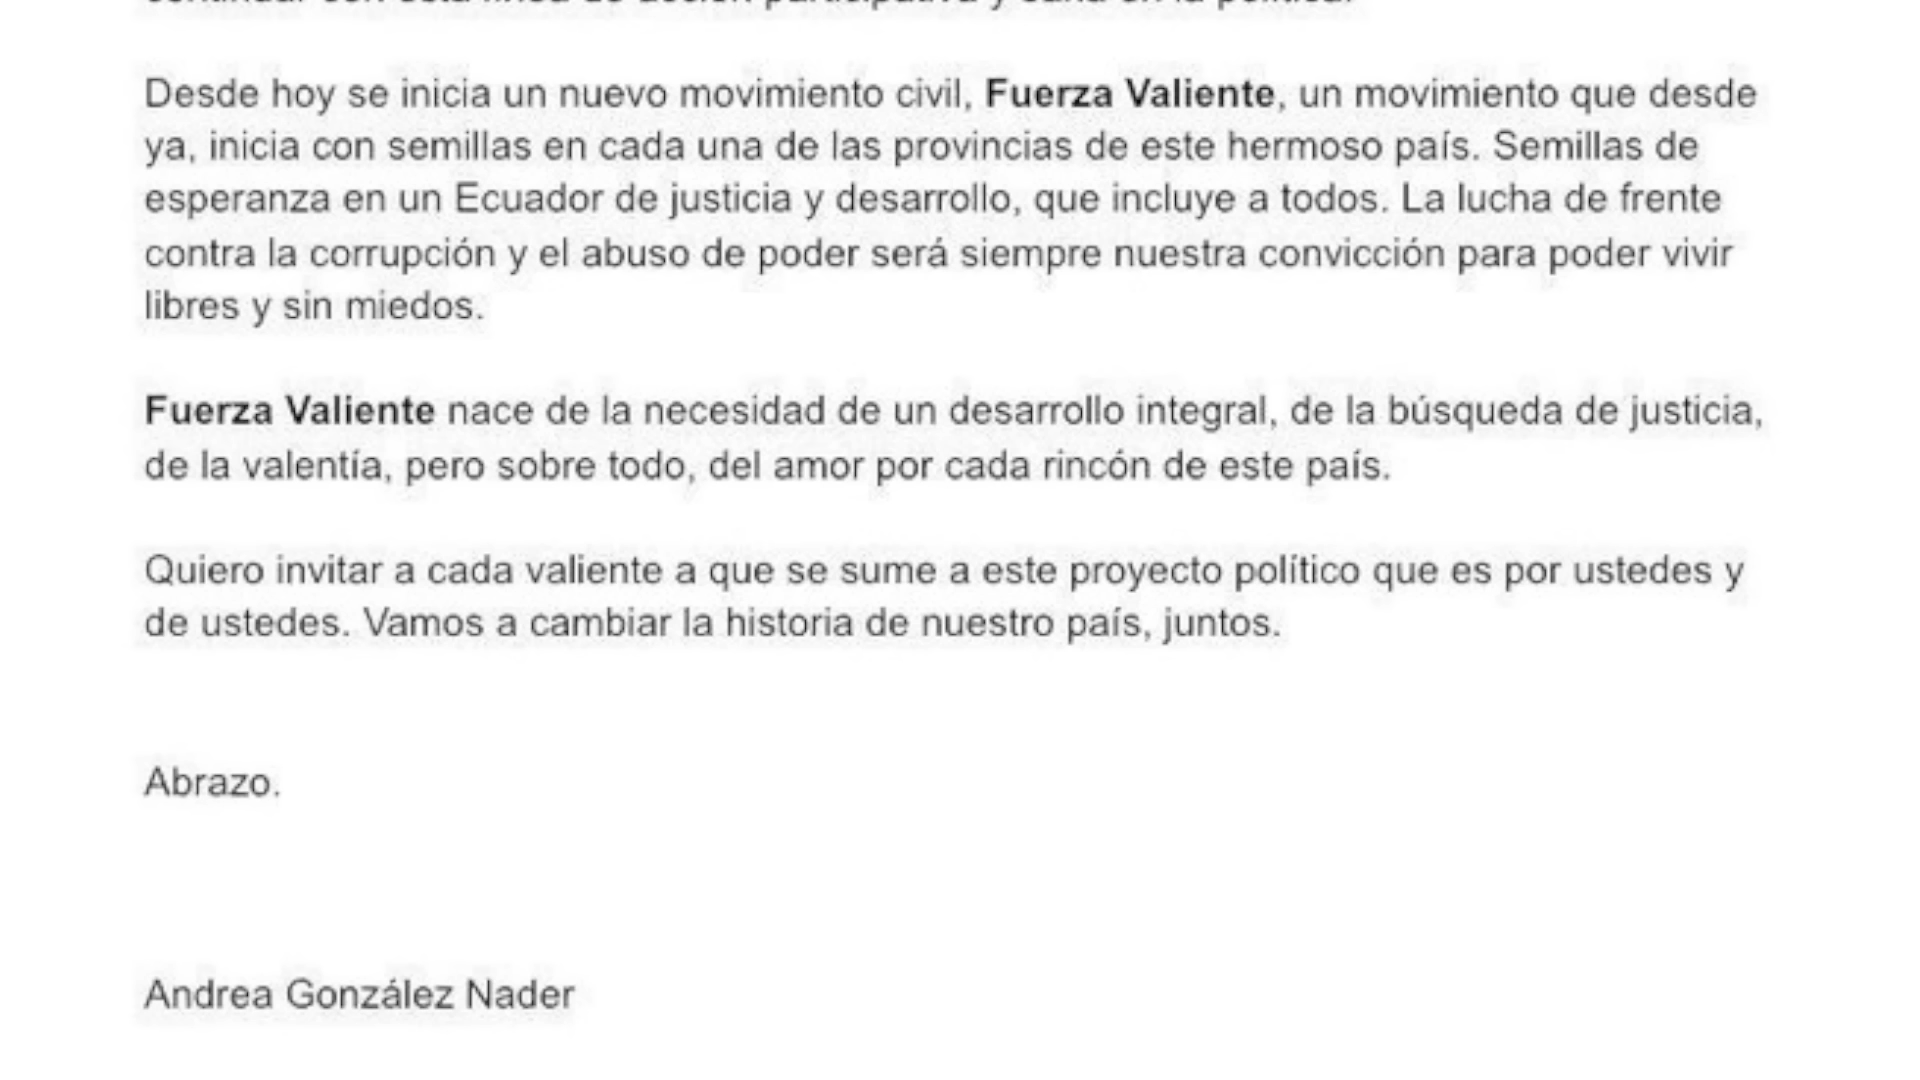 Desde hoy se inicia un nuevo movimiento civil, Fuerza Valiente, un movimiento que desde
ya, inicia con semillas en cada una de las provincias de este hermoso país. Semillas de
esperanza en un Ecuador de justicia y desarrollo, que incluye a todos. La lucha de frente
contra la corrupción y el abuso de poder será siempre nuestra convicción para poder vivir
libres y sin miedos.
Fuerza Valiente nace de la necesidad de un desarrollo integral, de la búsqueda de justicia,
de la valentía, pero sobre todo, del amor por cada rincón de este país.
Quiero invitar a cada valiente a que se sume a este proyecto político que es por ustedes y
de ustedes. Vamos a cambiar la historia de nuestro país, juntos.
Abrazo.
Andrea González Nader